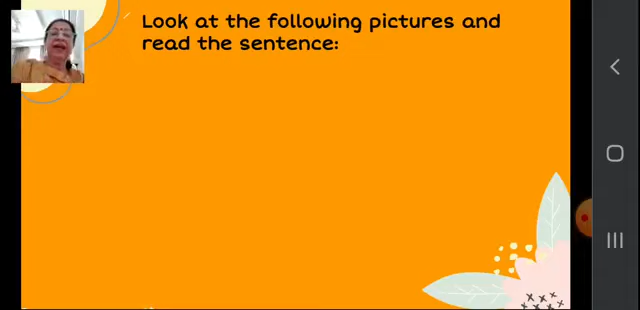 Look at the following pictures and
read the sentence: